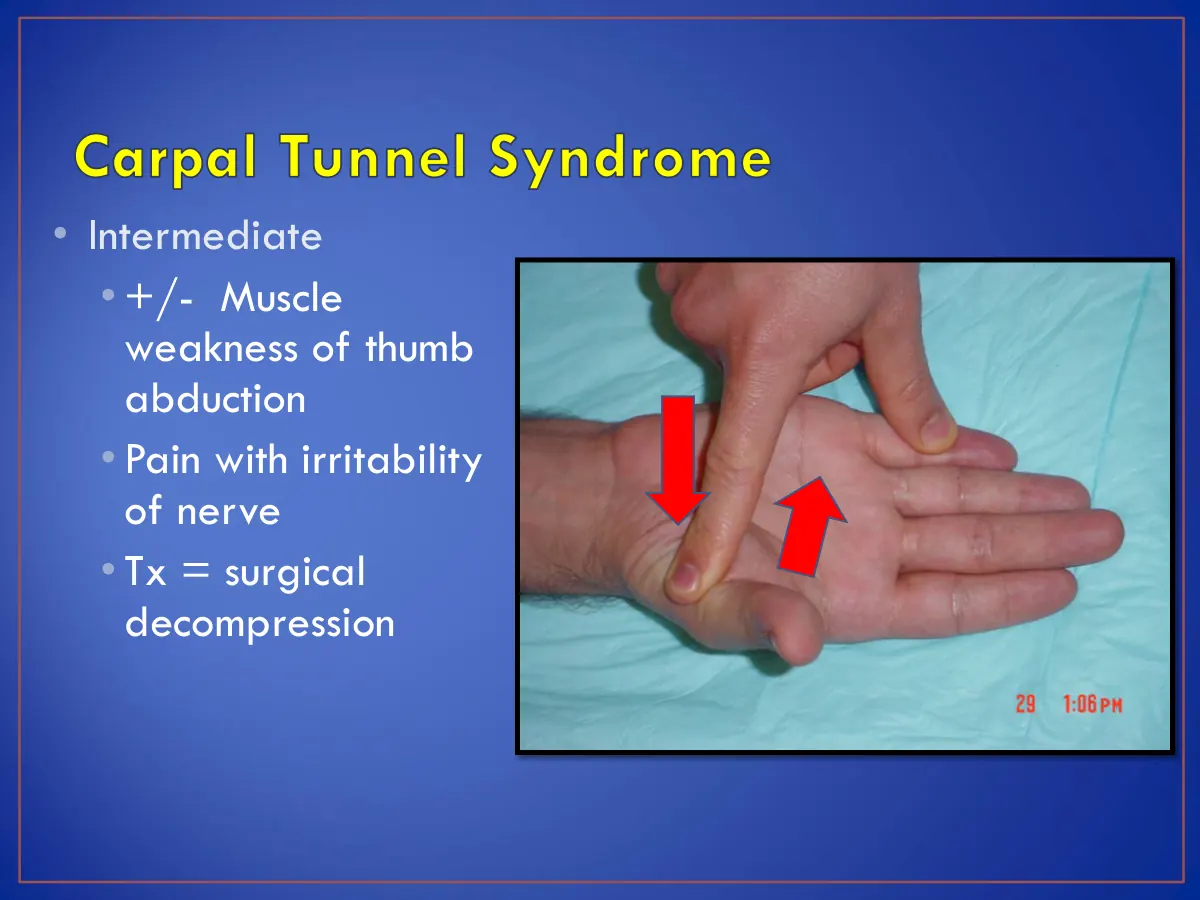 Carpal Tunnel Syndrome
• Intermediate
• +/- Muscle
weakness of thumb
abduction
• Pain with irritability
of nerve
• Tx = surgical
decompression
29 1:06PM